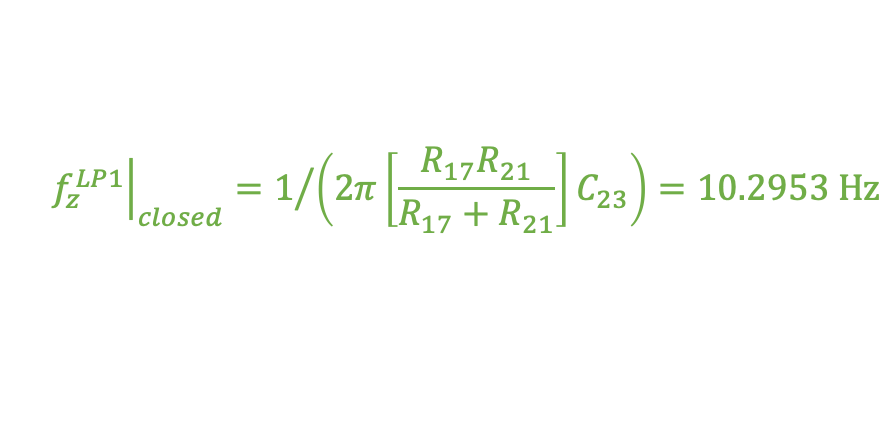 f_z^{LP1}|_{closed} = 1/(2π [R_{17}R_{21} / R_{17} + R_{21}] C_{23}) = 10.2953 Hz